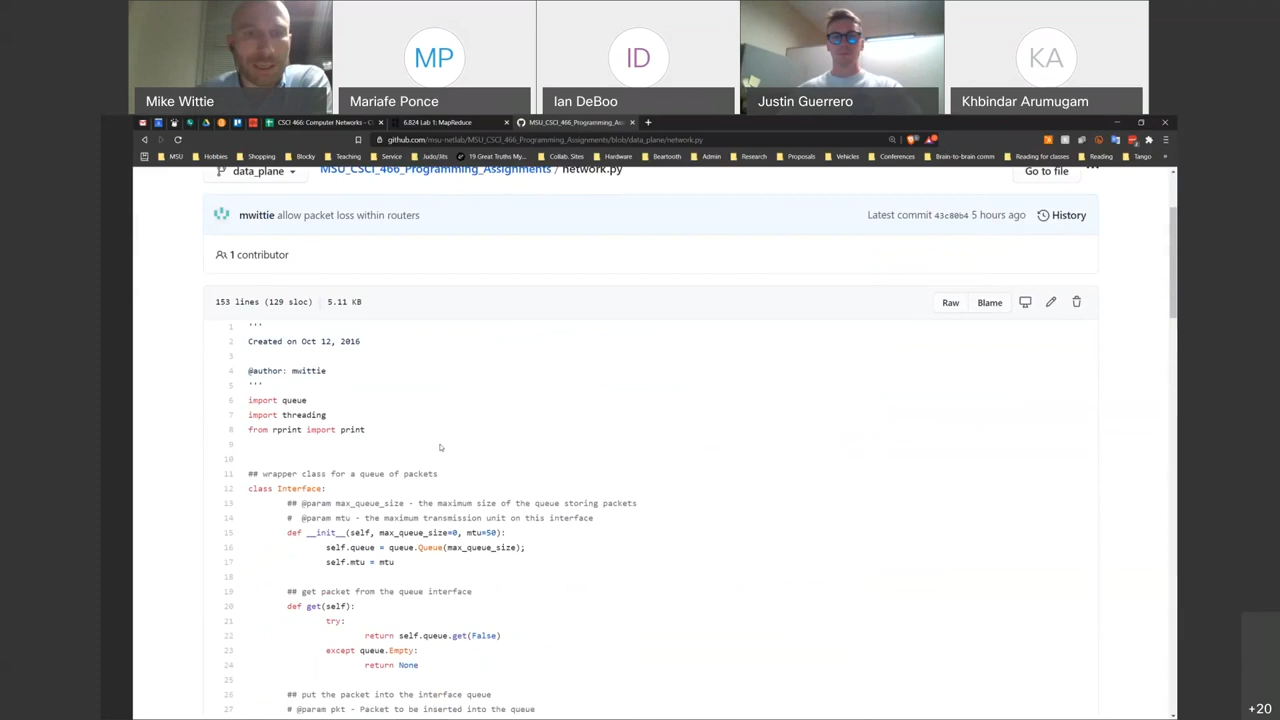 MP
ID
KA
Mike Wittie
Mariafe Ponce
Ian DeBoo
Justin Guerrero
Khbindar Arumugam
CSCI 466: Computer Networks - C
6.824 Lab 1: MapReduce
MSU_CSCI_466_Programming_As
github.com/msu-netlab/MSU_CSCI_466_Programming_Assignments/blob/data_plane/network.py
MSU Hobbies Shopping Blocky Teaching Service Judo/Jits 19 Great Truths My... Collab. Sites Hardware Beartooth Admin Research Proposals Vehicles Conferences Brain-to-brain comm Reading for classes Reading Tango »
data_plane
MSU_CSCI_466_Programming_Assignments / network.py
Go to file
mwittie allow packet loss within routers
Latest commit 43c80b4 5 hours ago
History
1 contributor
153 lines (129 sloc) 5.11 KB
Raw Blame
1 '''
2 Created on Oct 12, 2016
3
4 @author: mwittie
5 '''
6 import queue
7 import threading
8 from rprint import print
9
10
11 ## wrapper class for a queue of packets
12 class Interface:
13 ## @param max_queue_size - the maximum size of the queue storing packets
14 # @param mtu - the maximum transmission unit on this interface
15 def __init__(self, max_queue_size=0, mtu=50):
16 self.queue = queue.Queue(max_queue_size);
17 self.mtu = mtu
18
19 ## get packet from the queue interface
20 def get(self):
21 try:
22 return self.queue.get(False)
23 except queue.Empty:
24 return None
25
26 ## put the packet into the interface queue
27 # @param pkt - Packet to be inserted into the queue
+20